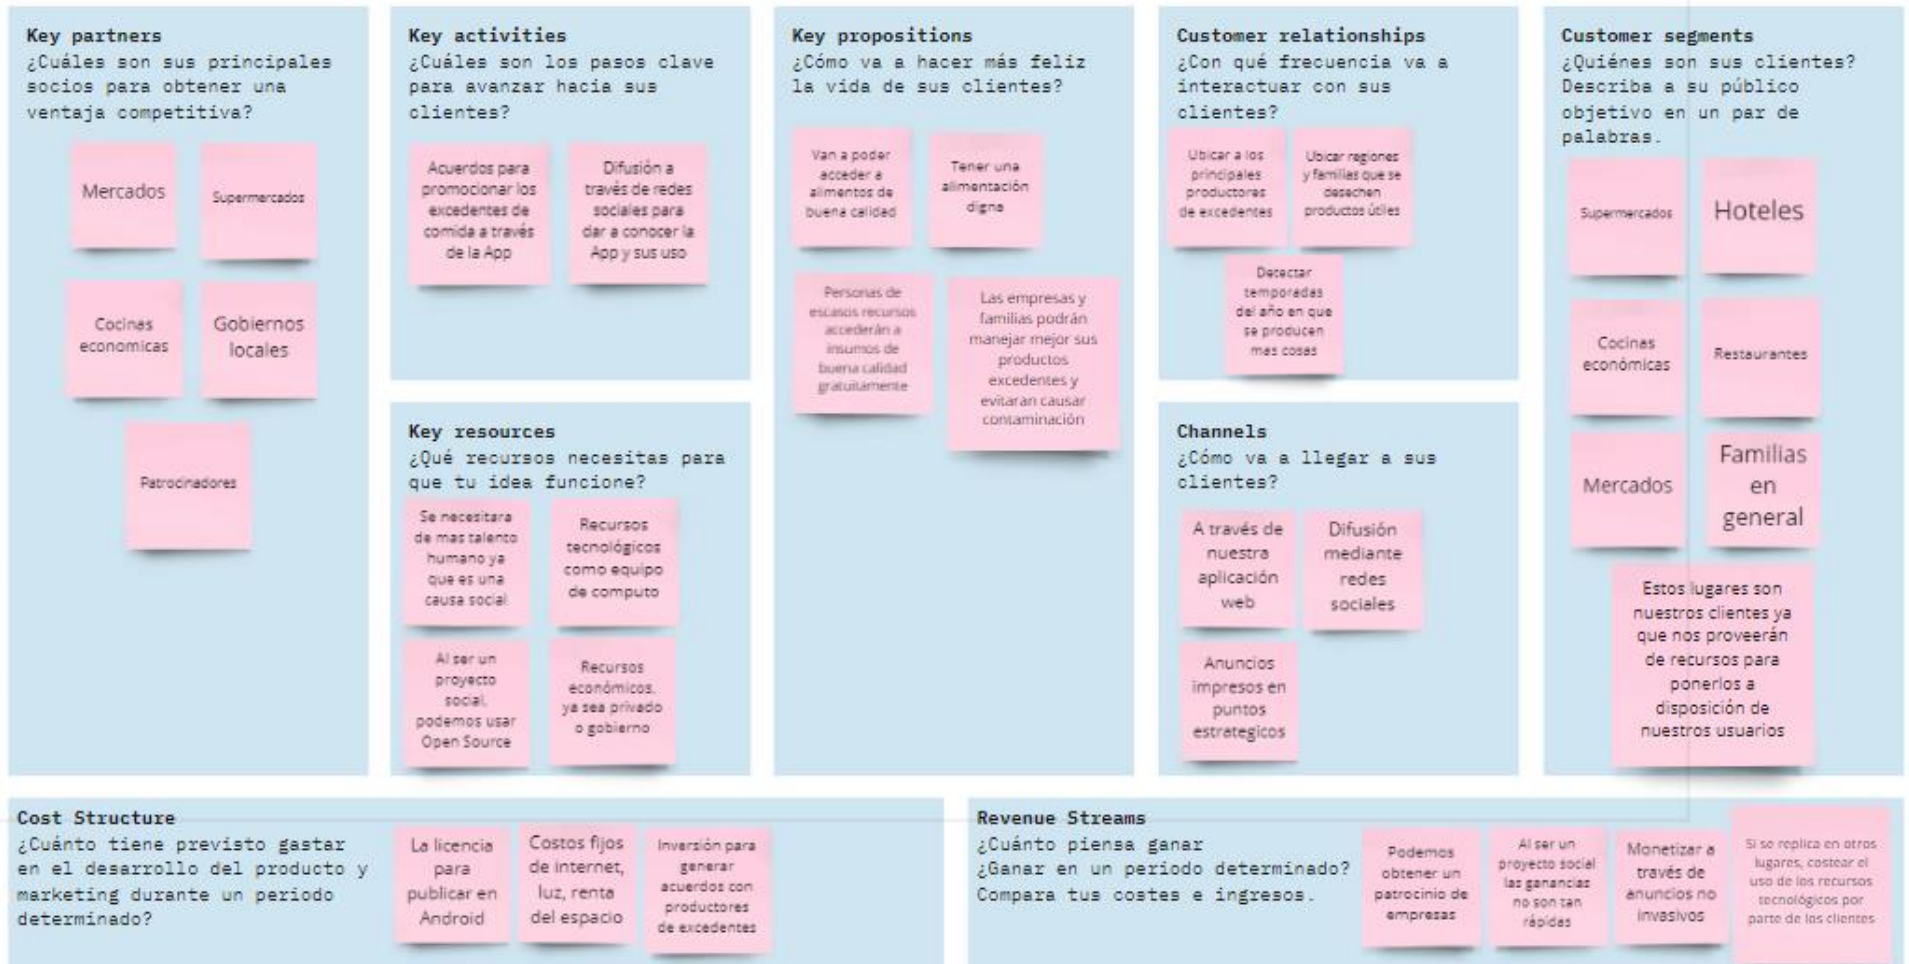 Key partners
¿Cuáles son sus principales
socios para obtener una
ventaja competitiva?
Mercados
Supermercados
Cocinas
economicas
Gobiernos
locales
Patrocinadores
Key activities
¿Cuáles son los pasos clave
para avanzar hacia sus
clientes?
Acuerdos para
promocionar los
excedentes de
comida a través
de la App
Difusión a
través de redes
sociales para
dar a conocer la
App y sus uso
Key resources
¿Qué recursos necesitas para
que tu idea funcione?
Se necesitara
de mas talento
humano ya
que es una
causa social
Recursos
tecnológicos
como equipo
de computo
Al ser un
proyecto
social,
podemos usar
Open Source
Recursos
económicos,
ya sea privado
o gobierno
Key propositions
¿Cómo va a hacer más feliz
la vida de sus clientes?
Van a poder
acceder a
alimentos de
buena calidad
Tener una
alimentación
digna
Personas de
escasos recursos
accederán a
insumos de
buena calidad
gratuitamente
Las empresas y
familias podrán
manejar mejor sus
productos
excedentes y
evitaran causar
contaminación
Customer relationships
¿Con qué frecuencia va a
interactuar con sus
clientes?
Ubicar a los
principales
productores
de excedentes
Ubicar regiones
y familias que se
desechen
productos útiles
Detectar
temporadas
del año en que
se producen
mas cosas
Channels
¿Cómo va a llegar a sus
clientes?
A través de
nuestra
aplicación
web
Difusión
mediante
redes
sociales
Anuncios
impresos en
puntos
estrategicos
Customer segments
¿Quiénes son sus clientes?
Describa a su público
objetivo en un par de
palabras.
Supermercados
Hoteles
Cocinas
económicas
Restaurantes
Mercados
Familias
en
general
Estos lugares son
nuestros clientes ya
que nos proveerán
de recursos para
ponerlos a
disposición de
nuestros usuarios
Cost Structure
¿Cuánto tiene previsto gastar
en el desarrollo del producto y
marketing durante un periodo
determinado?
La licencia
para
publicar en
Android
Costos fijos
de internet,
luz, renta
del espacio
Inversión para
generar
acuerdos con
productores
de excedentes
Revenue Streams
¿Cuánto piensa ganar
¿Ganar en un periodo determinado?
Compara tus costes e ingresos.
Podemos
obtener un
patrocinio de
empresas
Al ser un
proyecto social
las ganancias
no son tan
rápidas
Monetizar a
través de
anuncios no
invasivos
Si se replica en otros
lugares, costear el
uso de los recursos
tecnológicos por
parte de los clientes